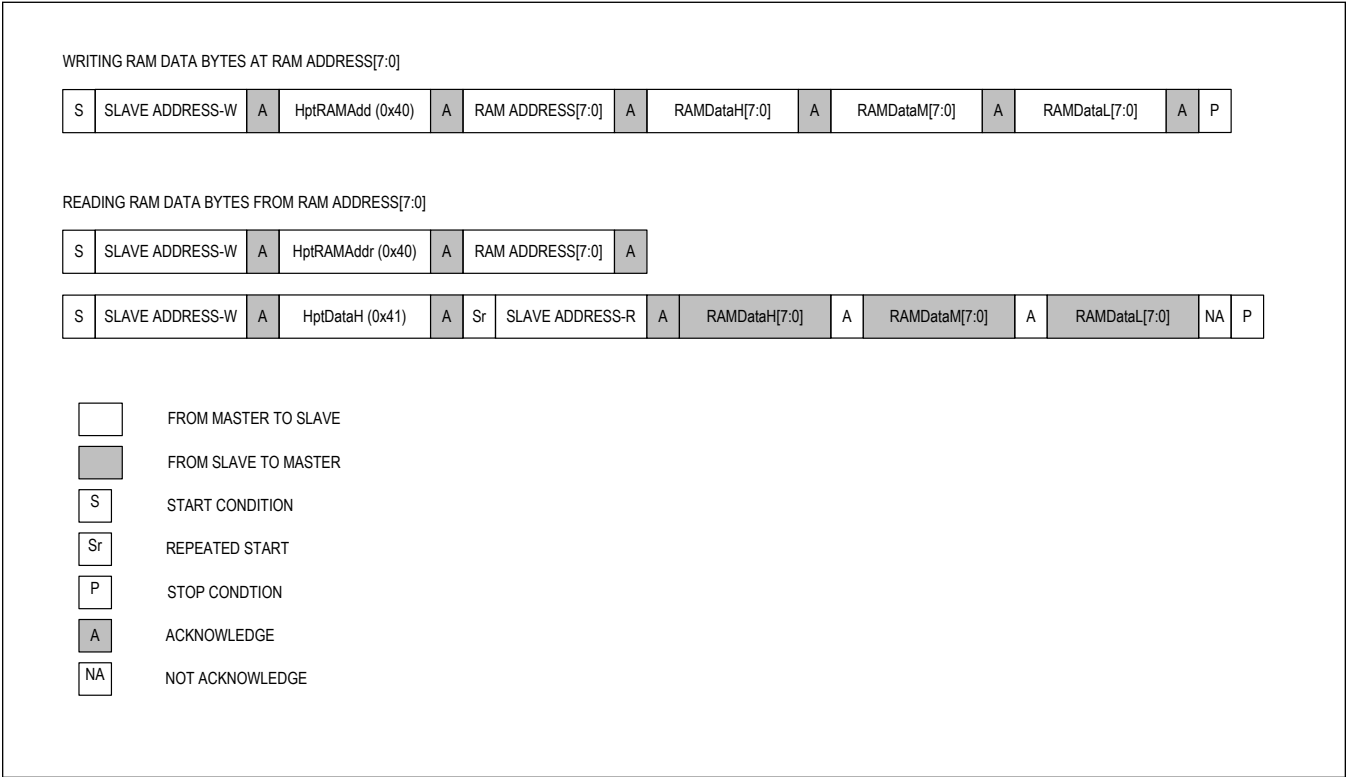 WRITING RAM DATA BYTES AT RAM ADDRESS[7:0]
S SLAVE ADDRESS-W A HptRAMAdd (0x40) A RAM ADDRESS[7:0] A RAMDataH[7:0] A RAMDataM[7:0] A RAMDataL[7:0] A P
READING RAM DATA BYTES FROM RAM ADDRESS[7:0]
S SLAVE ADDRESS-W A HptRAMAddr (0x40) A RAM ADDRESS[7:0] A
S SLAVE ADDRESS-W A HptDataH (0x41) A Sr SLAVE ADDRESS-R A RAMDataH[7:0] A RAMDataM[7:0] A RAMDataL[7:0] NA P
FROM MASTER TO SLAVE
FROM SLAVE TO MASTER
S START CONDITION
Sr REPEATED START
P STOP CONDTION
A ACKNOWLEDGE
NA NOT ACKNOWLEDGE